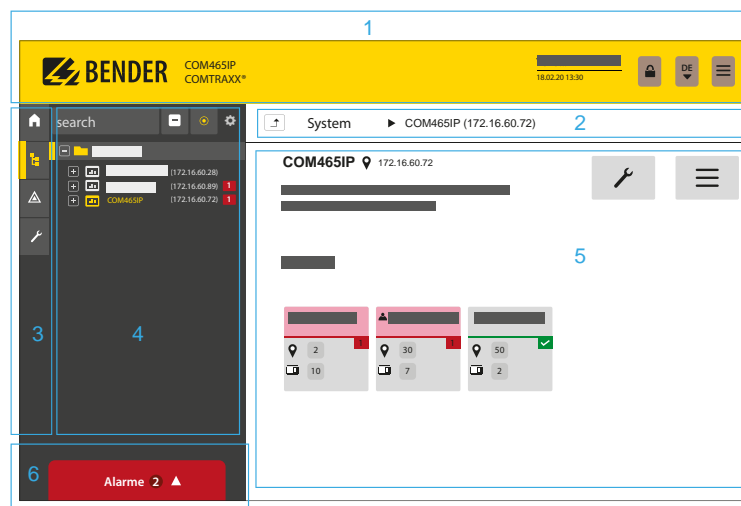 1
BENDER
COM465IP
COMTRAXX®
18.02.20 13:30
DE
search
System
COM465IP (172.16.60.72)
2
(172.16.60.28)
(172.16.60.89) 1
COM465IP (172.16.60.72) 1
3
4
COM465IP 172.16.60.72
5
1
1
2
30
50
10
7
2
6
Alarme 2